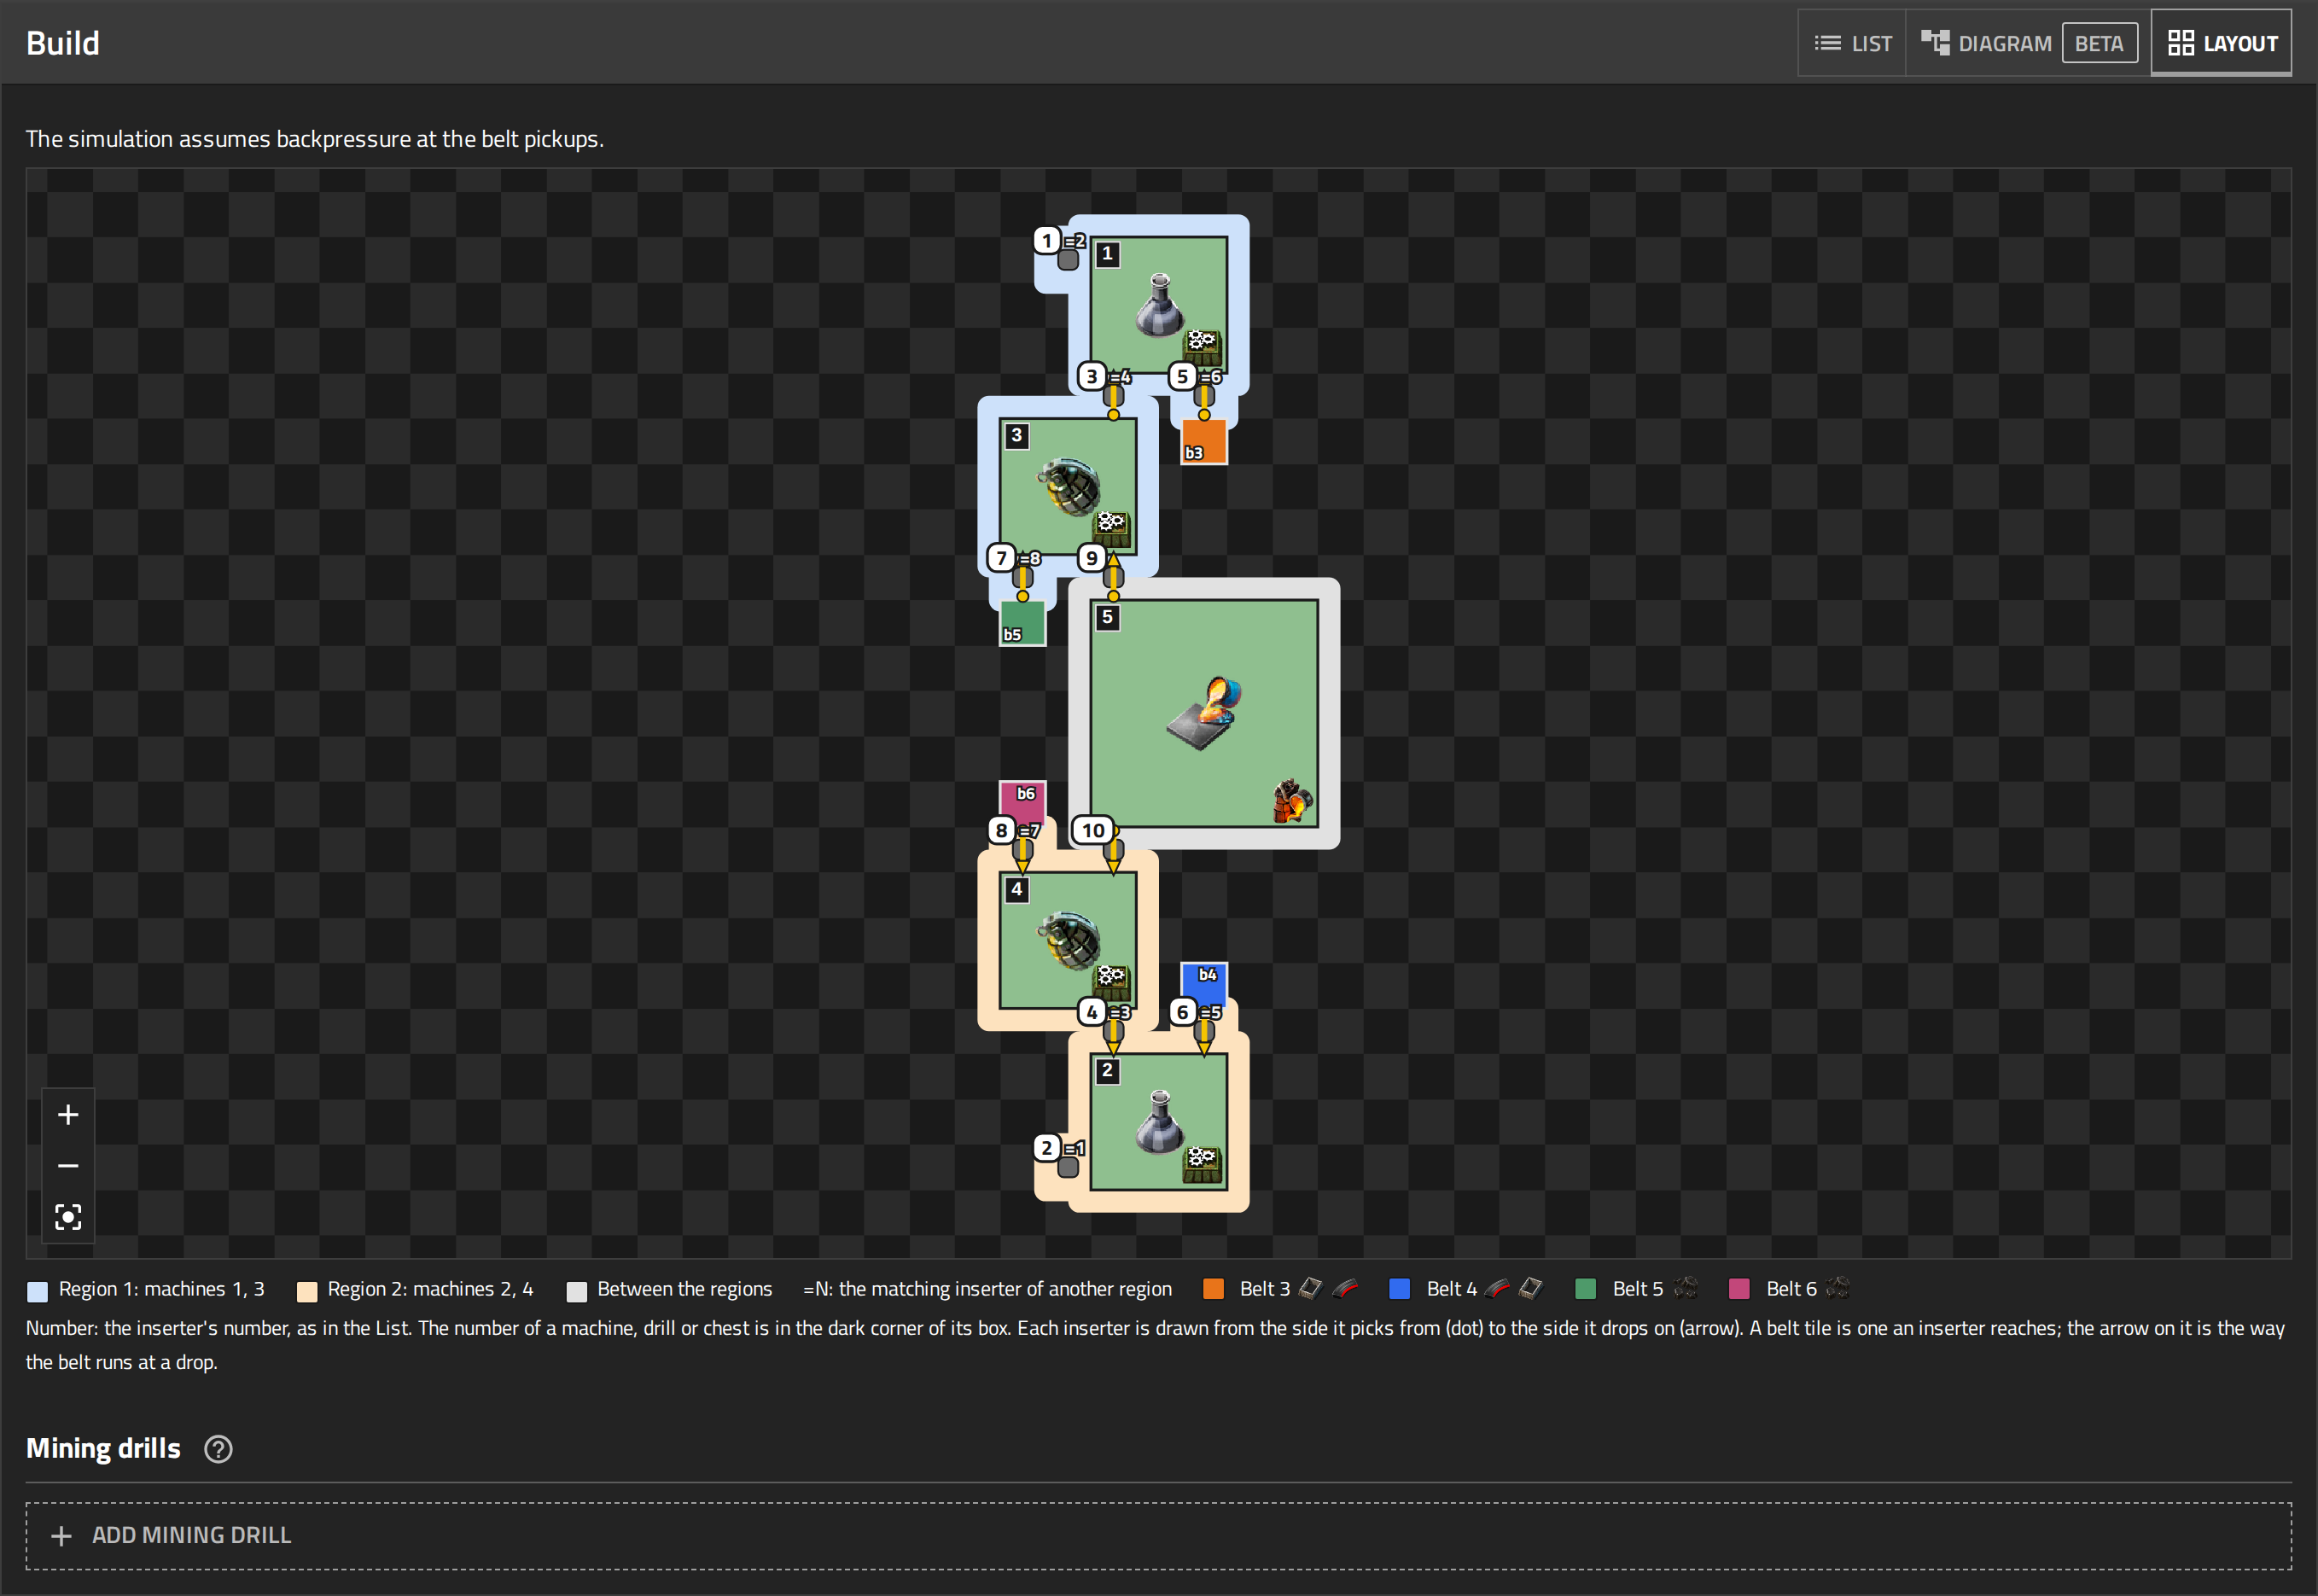 Build
LIST
DIAGRAM BETA
LAYOUT
The simulation assumes backpressure at the belt pickups.
1 =2
1
3 =4
5 =6
3
b3
7 =8
9
b5
5
b6
8 =7
10
4
b4
4 =3
6 =5
2
2 =1
Region 1: machines 1, 3
Region 2: machines 2, 4
Between the regions
=N: the matching inserter of another region
Belt 3
Belt 4
Belt 5
Belt 6
Number: the inserter's number, as in the List. The number of a machine, drill or chest is in the dark corner of its box. Each inserter is drawn from the side it picks from (dot) to the side it drops on (arrow). A belt tile is one an inserter reaches; the arrow on it is the way
the belt runs at a drop.
Mining drills ?
+ ADD MINING DRILL